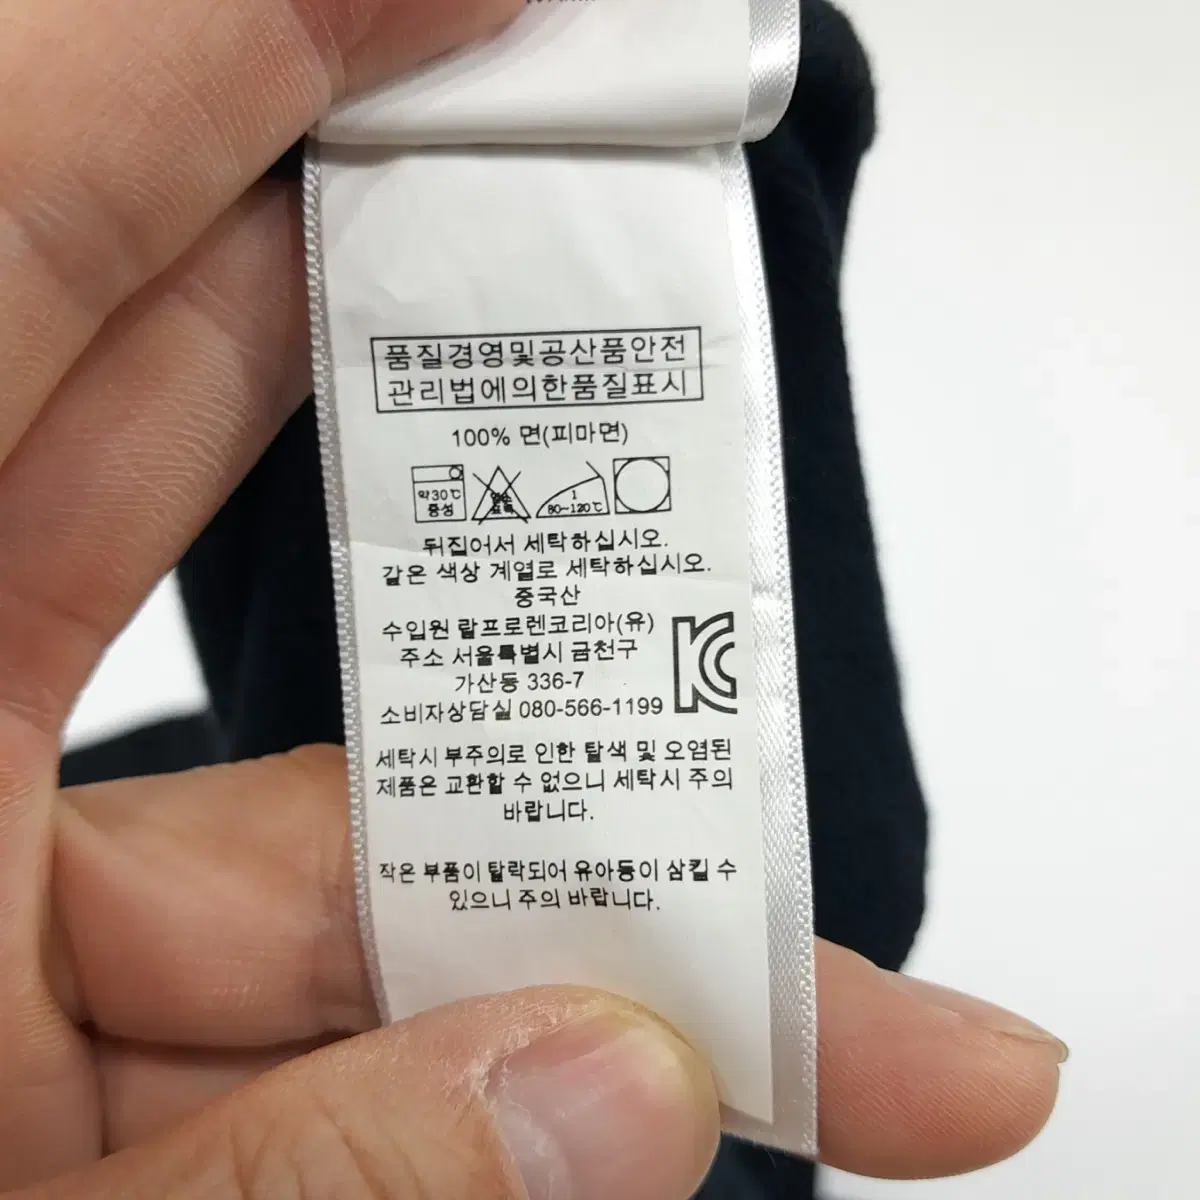 품질경영및공산품안전
관리법에의한품질표시
100% 면(피마면)
약30℃
중성
염소
표백
1
80~120℃
뒤집어서 세탁하십시오.
같은 색상 계열로 세탁하십시오.
중국산
수입원 랄프로렌코리아(유)
주소 서울특별시 금천구
가산동 336-7
소비자상담실 080-566-1199
세탁시 부주의로 인한 탈색 및 오염된
제품은 교환할 수 없으니 세탁시 주의
바랍니다.
작은 부품이 탈락되어 유아등이 삼킬 수
있으니 주의 바랍니다.